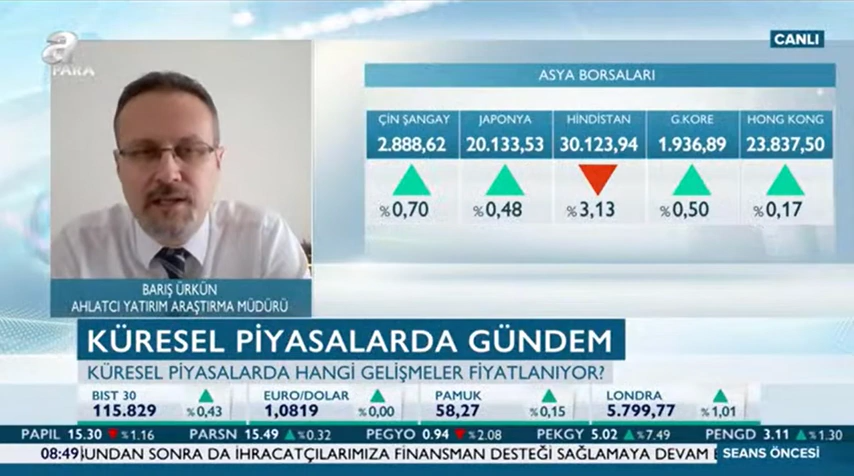 a
PARA
CANLI
ASYA BORSALARI
ÇİN ŞANGAY JAPONYA HİNDİSTAN G.KORE HONG KONG
2.888,62 20.133,53 30.123,94 1.936,89 23.837,50
%0,70 %0,48 %3,13 %0,50 %0,17
BARIŞ ÜRKÜN
AHLATCI YATIRIM ARAŞTIRMA MÜDÜRÜ
KÜRESEL PİYASALARDA GÜNDEM
KÜRESEL PİYASALARDA HANGİ GELİŞMELER FİYATLANIYOR?
BIST 30 EURO/DOLAR PAMUK LONDRA
115.829 %0,43 1,0819 %0,00 58,27 %0,15 5.799,77 %1,01
PAPIL 15.30 %1.16 PARSN 15.49 %0.32 PEGYO 0.94 %2.08 PEKGY 5.02 %7.49 PENGD 3.11 %1.30
08:49 SUNDAN SONRA DA İHRACATÇILARIMIZA FİNANSMAN DESTEĞİ SAĞLAMAYA DEVAM E SEANS ÖNCESİ